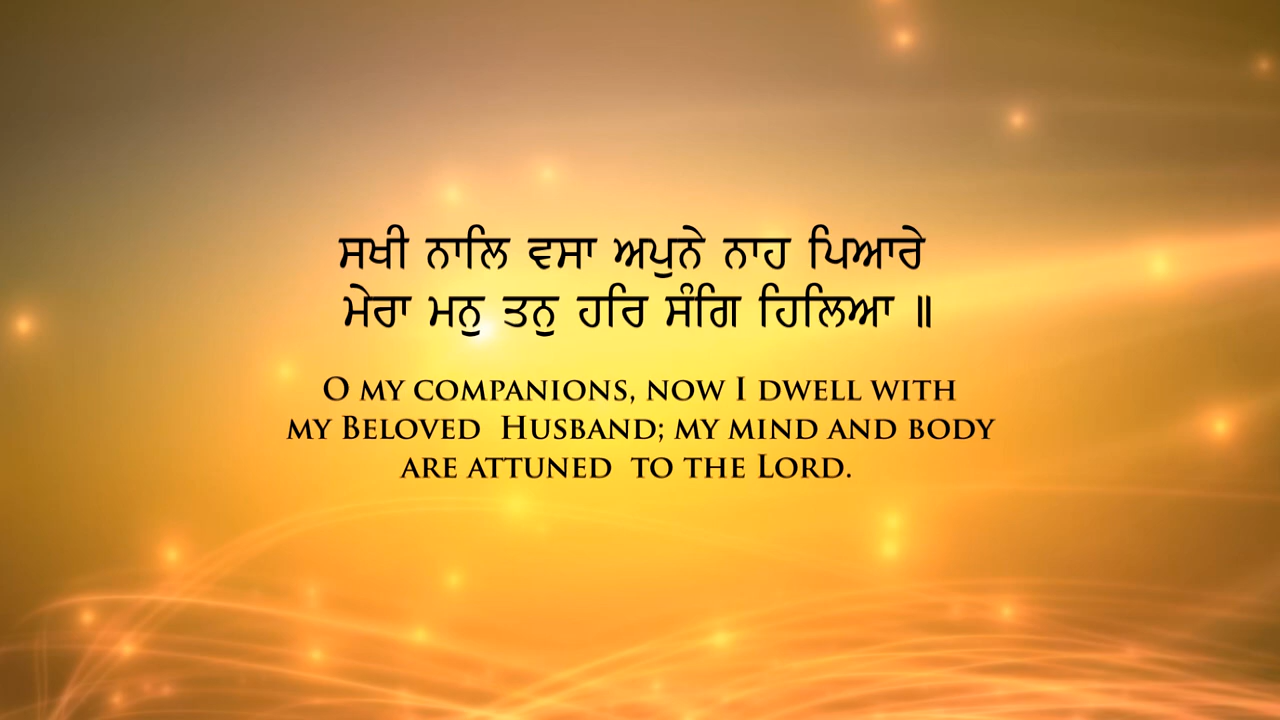 ਸਖੀ ਨਾਲਿ ਵਸਾ ਅਪੁਨੇ ਨਾਹ ਪਿਆਰੇ
ਮੇਰਾ ਮਨੁ ਤਨੁ ਹਰਿ ਸੰਗਿ ਹਿਲਿਆ ॥
O MY COMPANIONS, NOW I DWELL WITH
MY BELOVED HUSBAND; MY MIND AND BODY
ARE ATTUNED TO THE LORD.